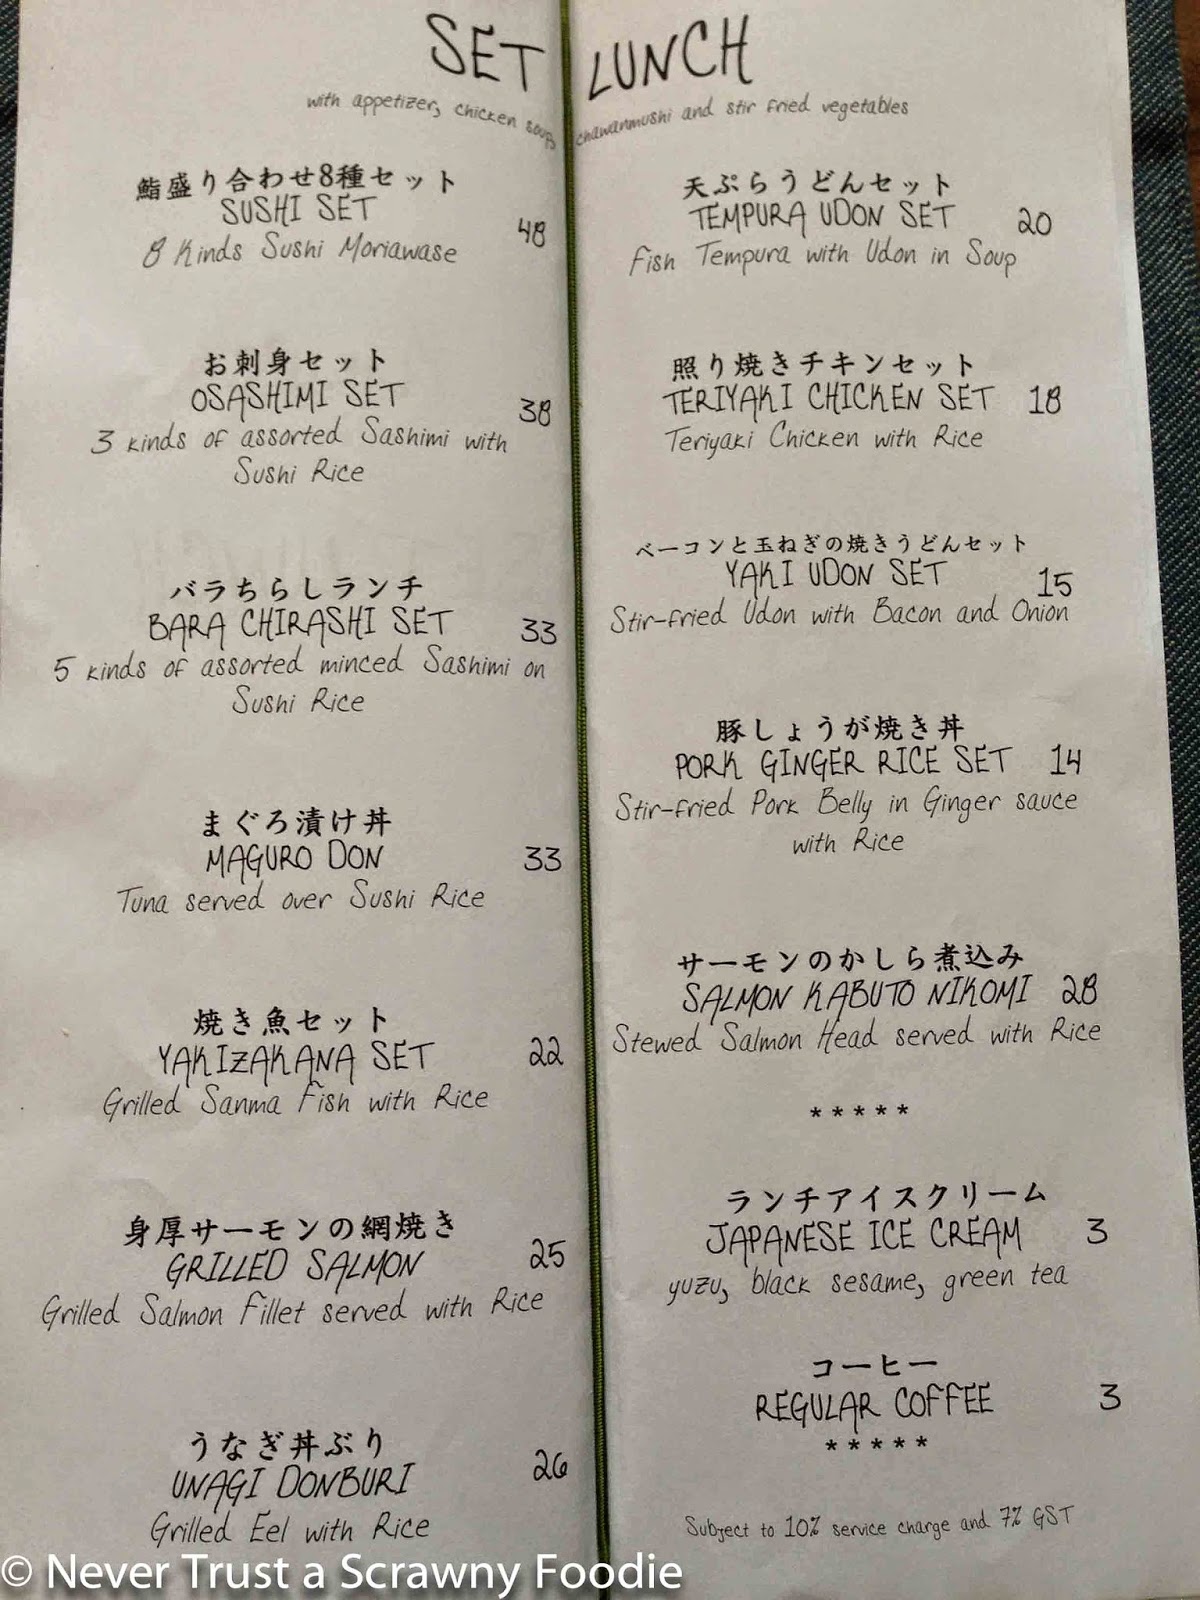 SET LUNCH
with appetizer, chicken soup, chawanmushi and stir fried vegetables
鮨盛り合わせ8種セット
SUSHI SET 48
8 Kinds Sushi Moriawase
お刺身セット
OSASHIMI SET 38
3 kinds of assorted Sashimi with
Sushi Rice
バラちらしランチ
BARA CHIRASHI SET 33
5 kinds of assorted minced Sashimi on
Sushi Rice
まぐろ漬け丼
MAGURO DON 33
Tuna served over Sushi Rice
焼き魚セット
YAKIZAKANA SET 22
Grilled Sanma Fish with Rice
身厚サーモンの網焼き
GRILLED SALMON 25
Grilled Salmon Fillet served with Rice
うなぎ丼ぶり
UNAGI DONBURI 26
Grilled Eel with Rice
天ぷらうどんセット
TEMPURA UDON SET 20
Fish Tempura with Udon in Soup
照り焼きチキンセット
TERIYAKI CHICKEN SET 18
Teriyaki Chicken with Rice
ベーコンと玉ねぎの焼きうどんセット
YAKI UDON SET 15
Stir-fried Udon with Bacon and Onion
豚しょうが焼き丼
PORK GINGER RICE SET 14
Stir-fried Pork Belly in Ginger sauce
with Rice
サーモンのかしら煮込み
SALMON KABUTO NIKOMI 28
Stewed Salmon Head served with Rice
*****
ランチアイスクリーム
JAPANESE ICE CREAM 3
yuzu, black sesame, green tea
コーヒー
REGULAR COFFEE 3
*****
Subject to 10% service charge and 7% GST
© Never Trust a Scrawny Foodie